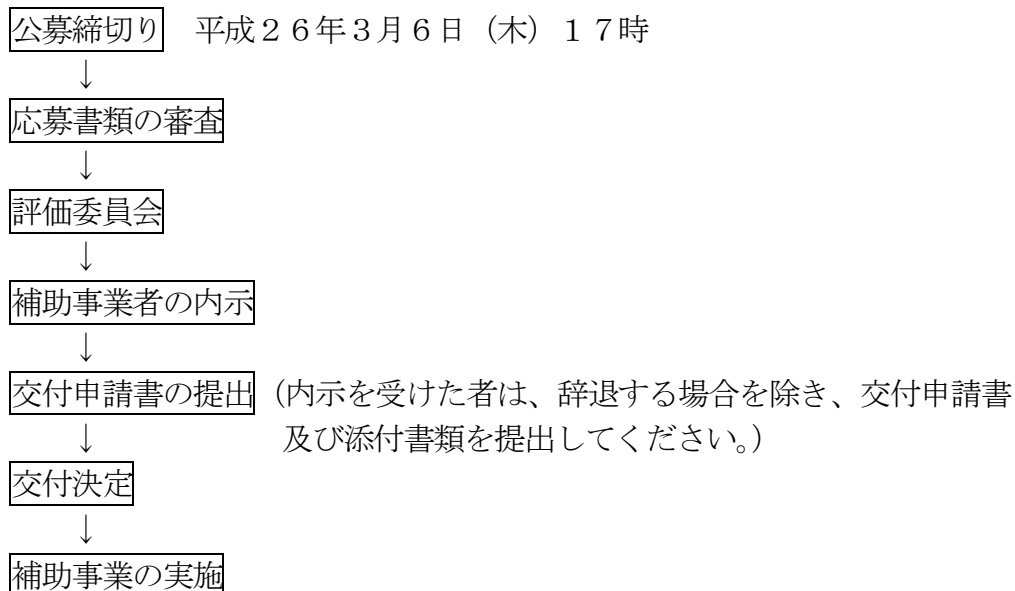 公募締切り　平成２６年３月６日（木）１７時
↓
応募書類の審査
↓
評価委員会
↓
補助事業者の内示
↓
交付申請書の提出（内示を受けた者は、辞退する場合を除き、交付申請書
↓　及び添付書類を提出してください。）
交付決定
↓
補助事業の実施